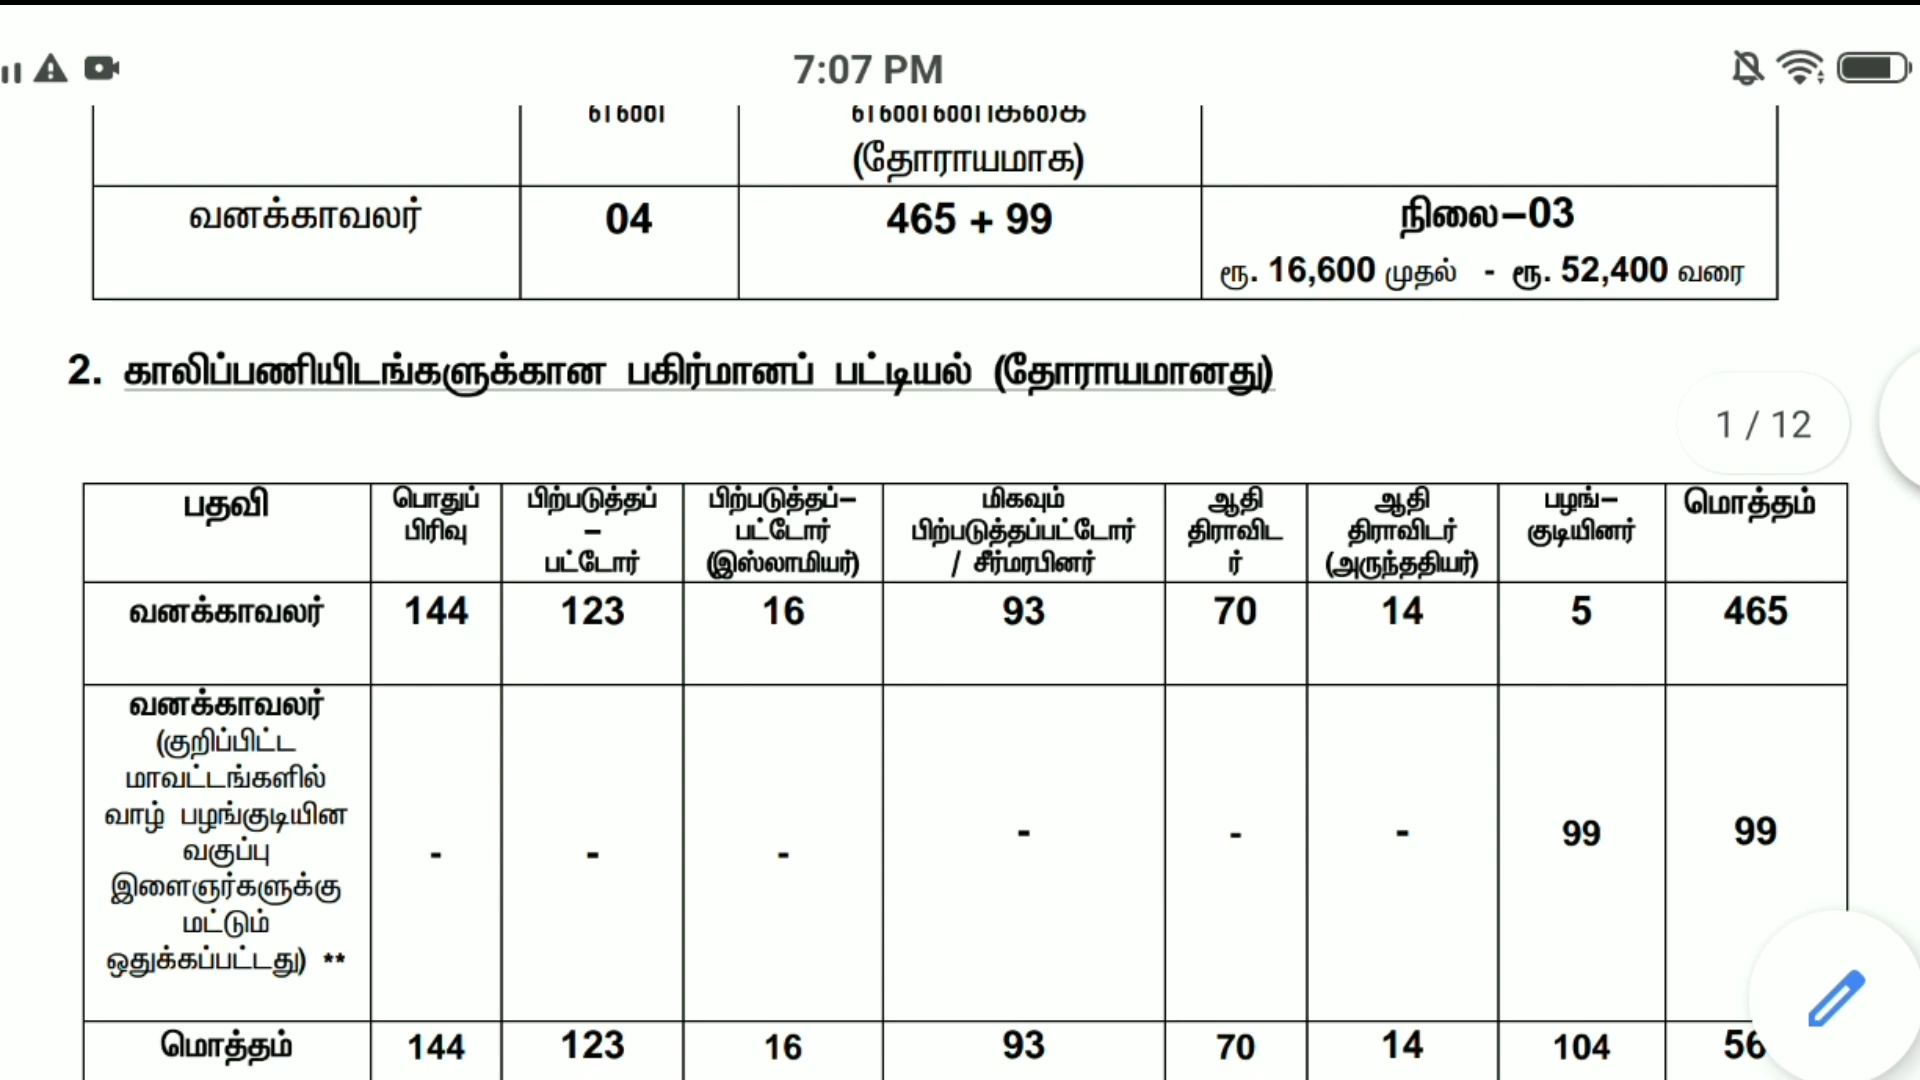 7:07 PM
எண் எண்ணிக்கை
(தோராயமாக)
வனக்காவலர் 04 465 + 99 நிலை–03
ரூ. 16,600 முதல் - ரூ. 52,400 வரை
2. காலிப்பணியிடங்களுக்கான பகிர்மானப் பட்டியல் (தோராயமானது)
1 / 12
பதவி பொதுப் பிற்படுத்தப் பிற்படுத்தப்– மிகவும் ஆதி ஆதி பழங்– மொத்தம்
பிரிவு – பட்டோர் பிற்படுத்தப்பட்டோர் திராவிட திராவிடர் குடியினர்
பட்டோர் (இஸ்லாமியர்) / சீர்மரபினர் ர் (அருந்ததியர்)
வனக்காவலர் 144 123 16 93 70 14 5 465
வனக்காவலர்
(குறிப்பிட்ட
மாவட்டங்களில்
வாழ் பழங்குடியின
வகுப்பு - - - - - - 99 99
இளைஞர்களுக்கு
மட்டும்
ஒதுக்கப்பட்டது) **
மொத்தம் 144 123 16 93 70 14 104